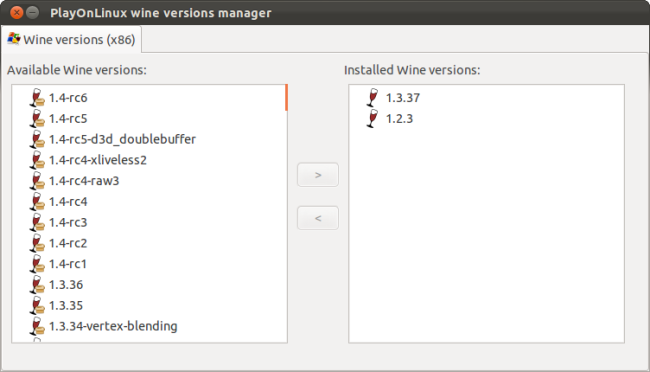 PlayOnLinux wine versions manager
Wine versions (x86)
Available Wine versions:
1.4-rc6
1.4-rc5
1.4-rc5-d3d_doublebuffer
1.4-rc4-xliveless2
1.4-rc4-raw3
1.4-rc4
1.4-rc3
1.4-rc2
1.4-rc1
1.3.36
1.3.35
1.3.34-vertex-blending
>
<
Installed Wine versions:
1.3.37
1.2.3